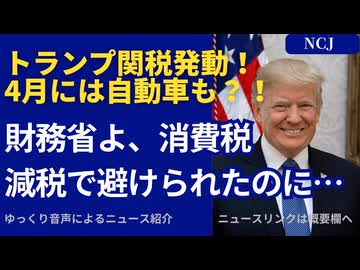 NCJ
トランプ関税発動！
4月には自動車も？！
財務省よ、消費税
減税で避けられたのに…
ゆっくり音声によるニュース紹介
ニュースリンクは概要欄へ